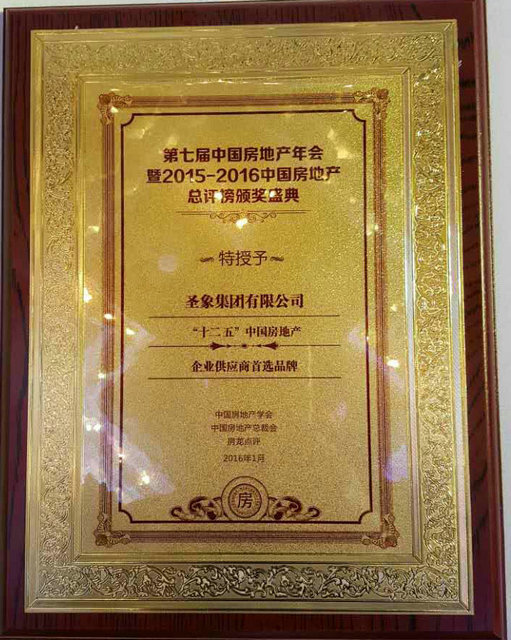 第七届中国房地产年会
暨2015-2016中国房地产
总评榜颁奖盛典
特授予
圣象集团有限公司
“十二五”中国房地产
企业供应商首选品牌
中国房地产学会
中国房地产总裁会
房龙点评
2016年1月
房